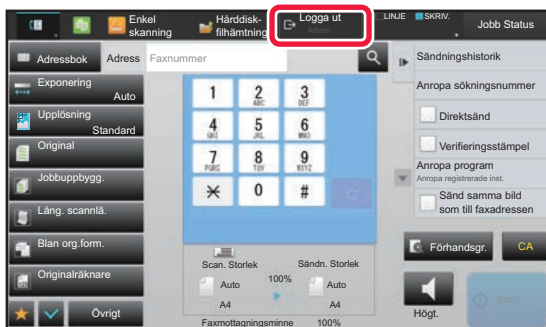 Enkel
skanning
Hårddisk-
filhämtning
Logga ut
Admin
LINJE
SKRIV.
Jobb Status
Adressbok
Adress
Faxnummer
Sändningshistorik
Exponering
Auto
Anropa sökningsnummer
Upplösning
Standard
Direktsänd
Original
Verifieringsstämpel
Jobbuppbygg.
Anropa program
Anropa registrerade inst.
Lång. scannlä.
Sänd samma bild
som till faxadressen
Blan org.form.
Originalräknare
Övrigt
1
2
ABC
3
DEF
4
GHI
5
JKL
6
MNO
7
PQRS
8
TUV
9
WXYZ
0
#
C
Scan. Storlek
Sändn. Storlek
100%
Auto
A4
Auto
A4
Faxmottagningsminne 100%
Förhandsgr.
CA
Högt.
Start